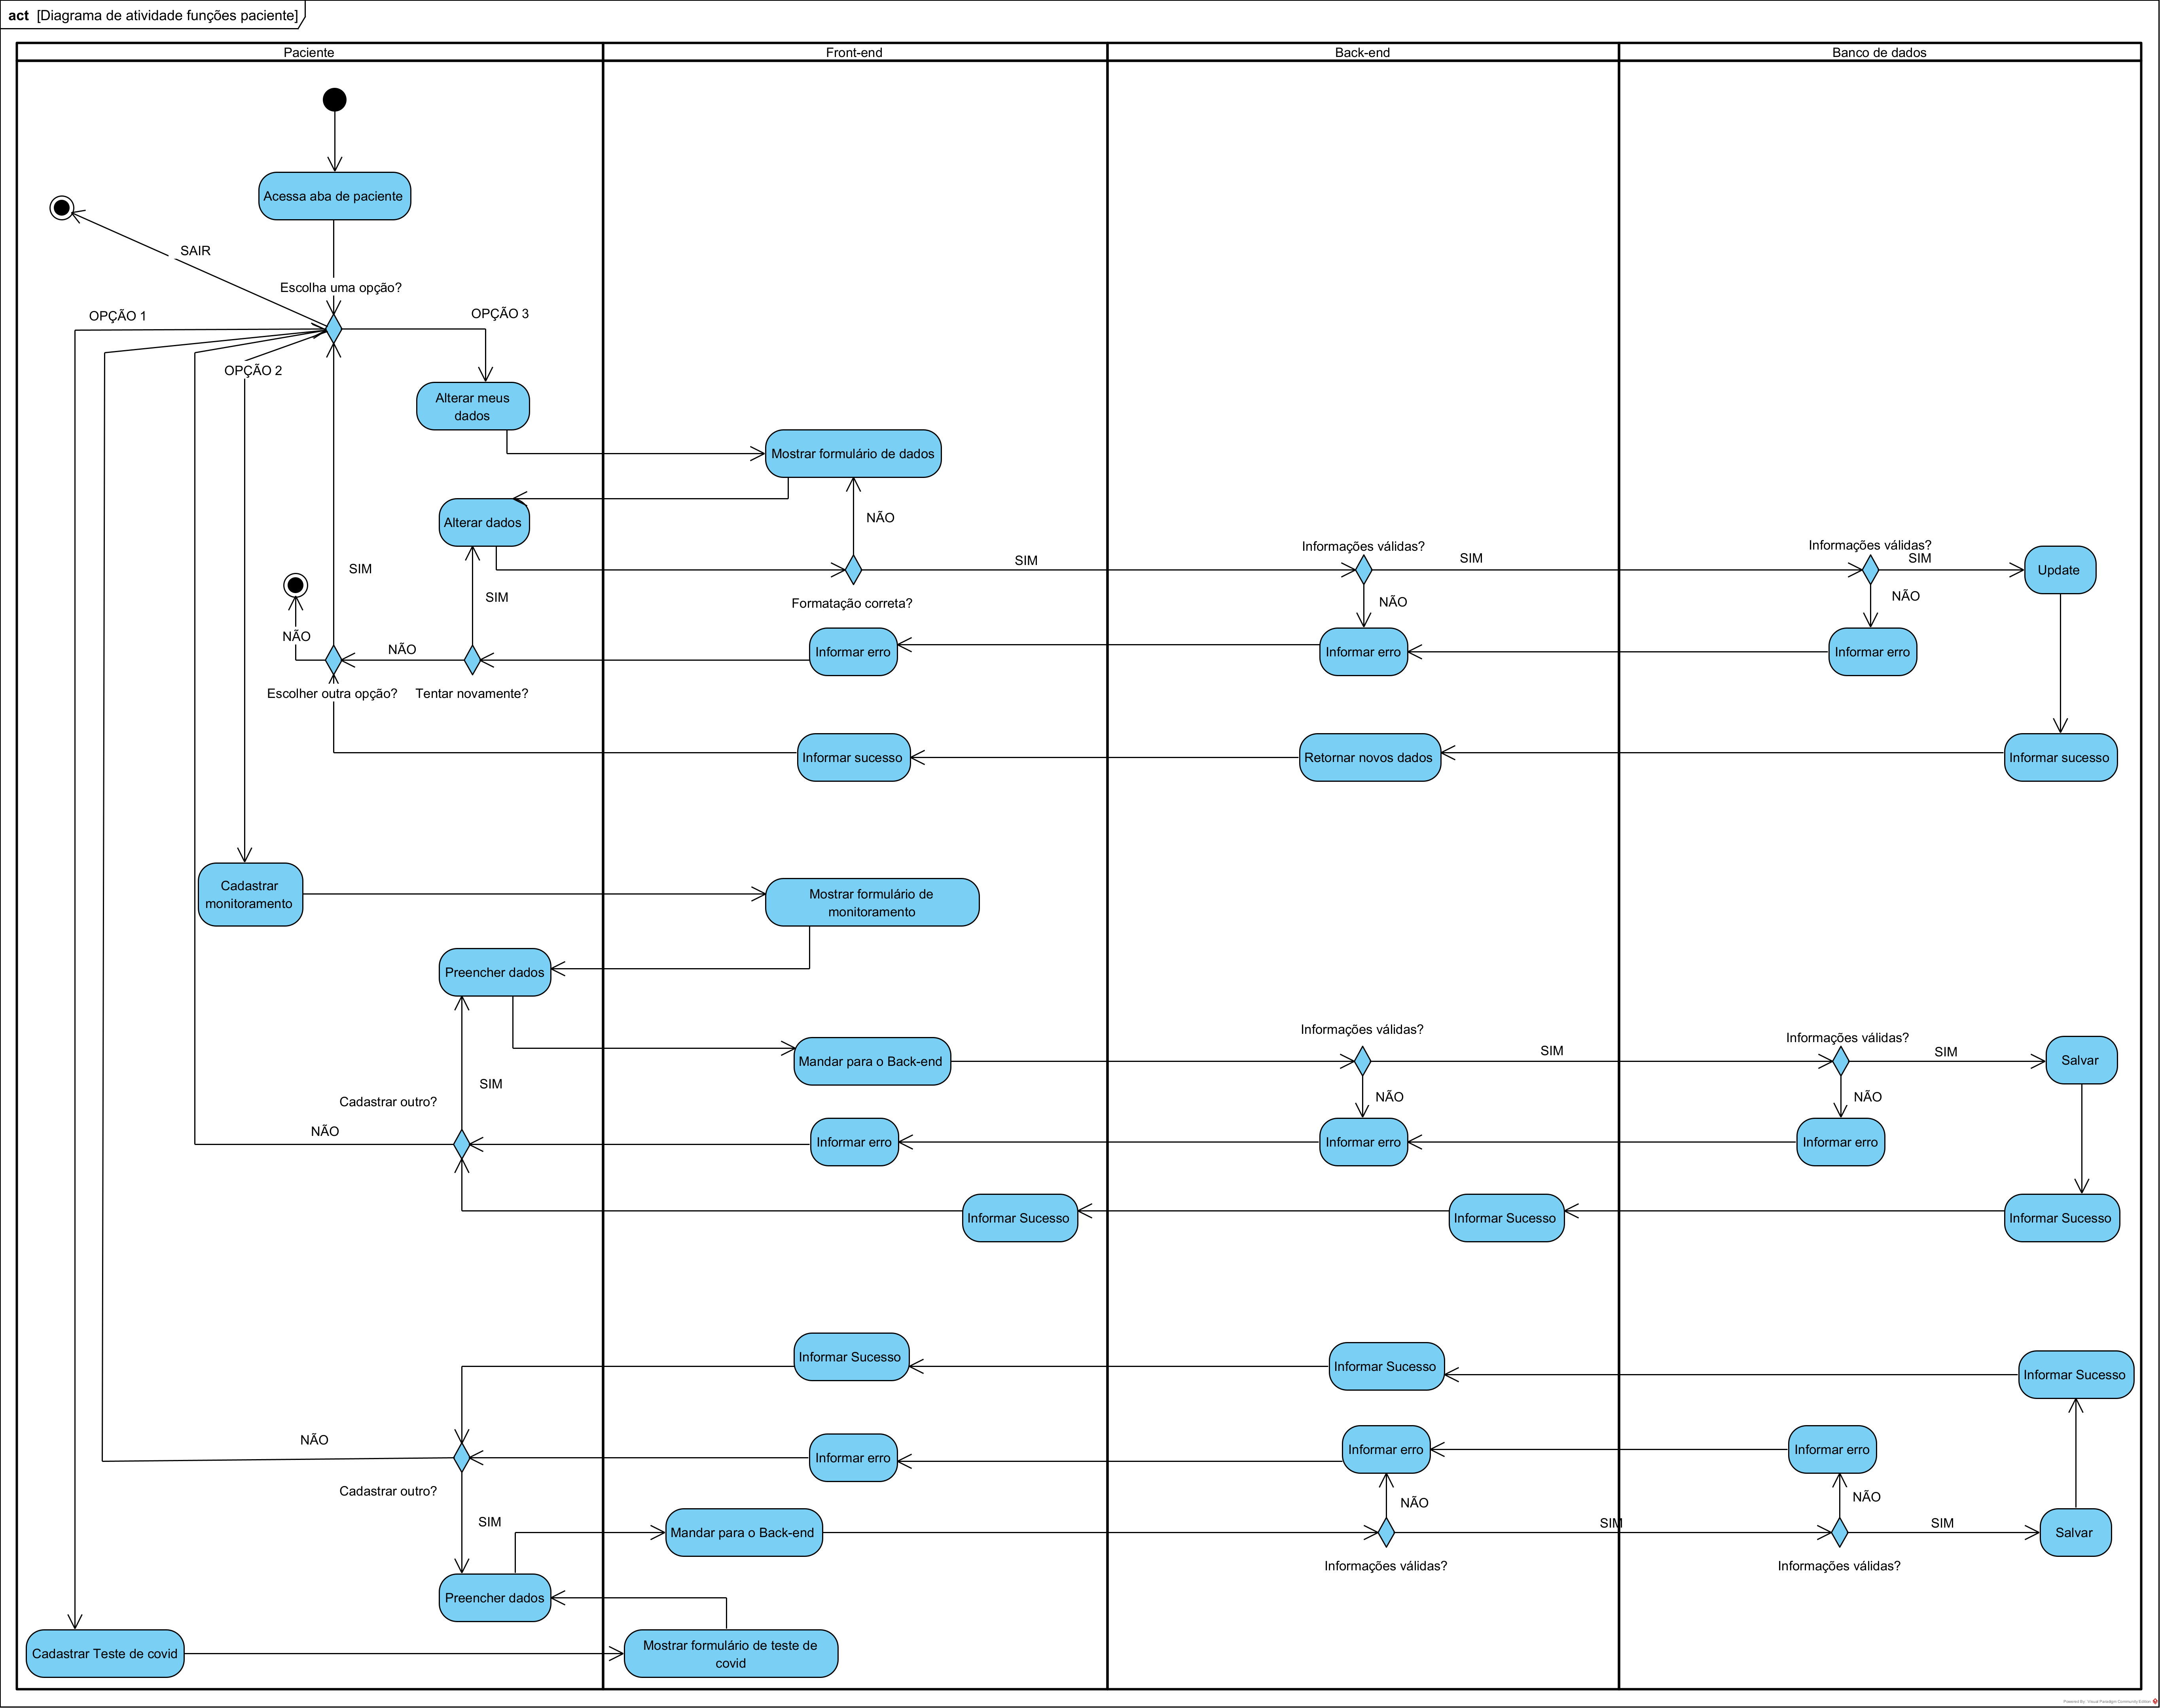 act [Diagrama de atividade funções paciente]
Paciente
Front-end
Back-end
Banco de dados
Acessa aba de paciente
SAIR
Escolha uma opção?
OPÇÃO 1
OPÇÃO 3
OPÇÃO 2
Alterar meus
dados
Mostrar formulário de dados
Alterar dados
NÃO
SIM
Formatação correta?
Informações válidas?
SIM
NÃO
Informações válidas?
SIM
NÃO
Update
SIM
SIM
NÃO
NÃO
Escolher outra opção?
Tentar novamente?
Informar erro
Informar erro
Informar erro
Informar sucesso
Retornar novos dados
Informar sucesso
Cadastrar
monitoramento
Mostrar formulário de
monitoramento
Preencher dados
Mandar para o Back-end
Informações válidas?
SIM
NÃO
Informações válidas?
SIM
NÃO
Salvar
SIM
Cadastrar outro?
NÃO
Informar erro
Informar erro
Informar erro
Informar Sucesso
Informar Sucesso
Informar Sucesso
Informar Sucesso
Informar Sucesso
Informar Sucesso
NÃO
Cadastrar outro?
SIM
Informar erro
Informar erro
Informar erro
NÃO
NÃO
Mandar para o Back-end
SIM
SIM
Salvar
Informações válidas?
Informações válidas?
Preencher dados
Cadastrar Teste de covid
Mostrar formulário de teste de
covid
Powered By Visual Paradigm Community Edition